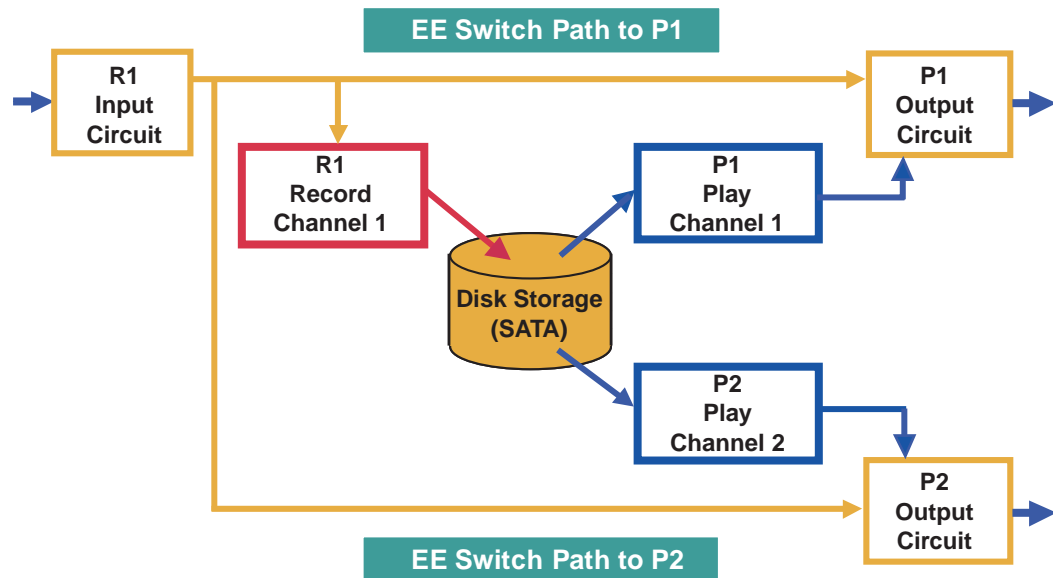 EE Switch Path to P1
R1
Input
Circuit
P1
Output
Circuit
R1
Record
Channel 1
P1
Play
Channel 1
Disk Storage
(SATA)
P2
Play
Channel 2
P2
Output
Circuit
EE Switch Path to P2